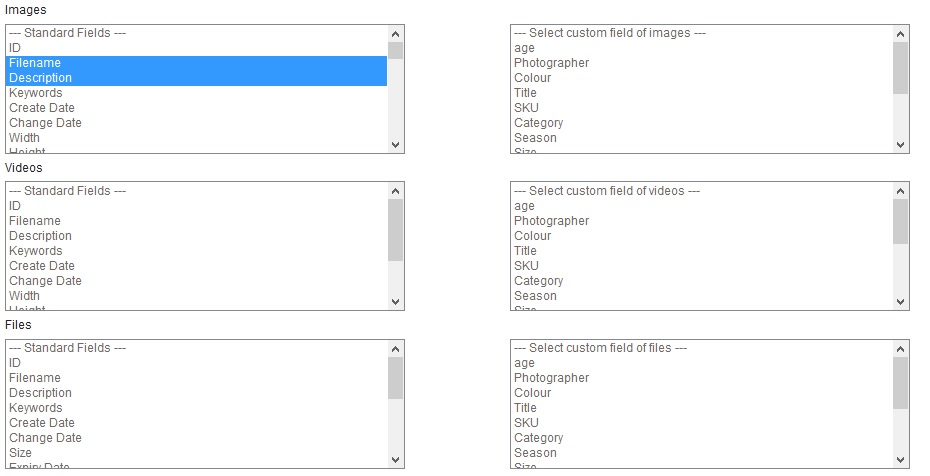 Images
--- Standard Fields ---
ID
Filename
Description
Keywords
Create Date
Change Date
Width
Height
--- Select custom field of images ---
age
Photographer
Colour
Title
SKU
Category
Season
Size
Videos
--- Standard Fields ---
ID
Filename
Description
Keywords
Create Date
Change Date
Width
Height
--- Select custom field of videos ---
age
Photographer
Colour
Title
SKU
Category
Season
Size
Files
--- Standard Fields ---
ID
Filename
Description
Keywords
Create Date
Change Date
Size
Expiry Date
--- Select custom field of files ---
age
Photographer
Colour
Title
SKU
Category
Season
Size